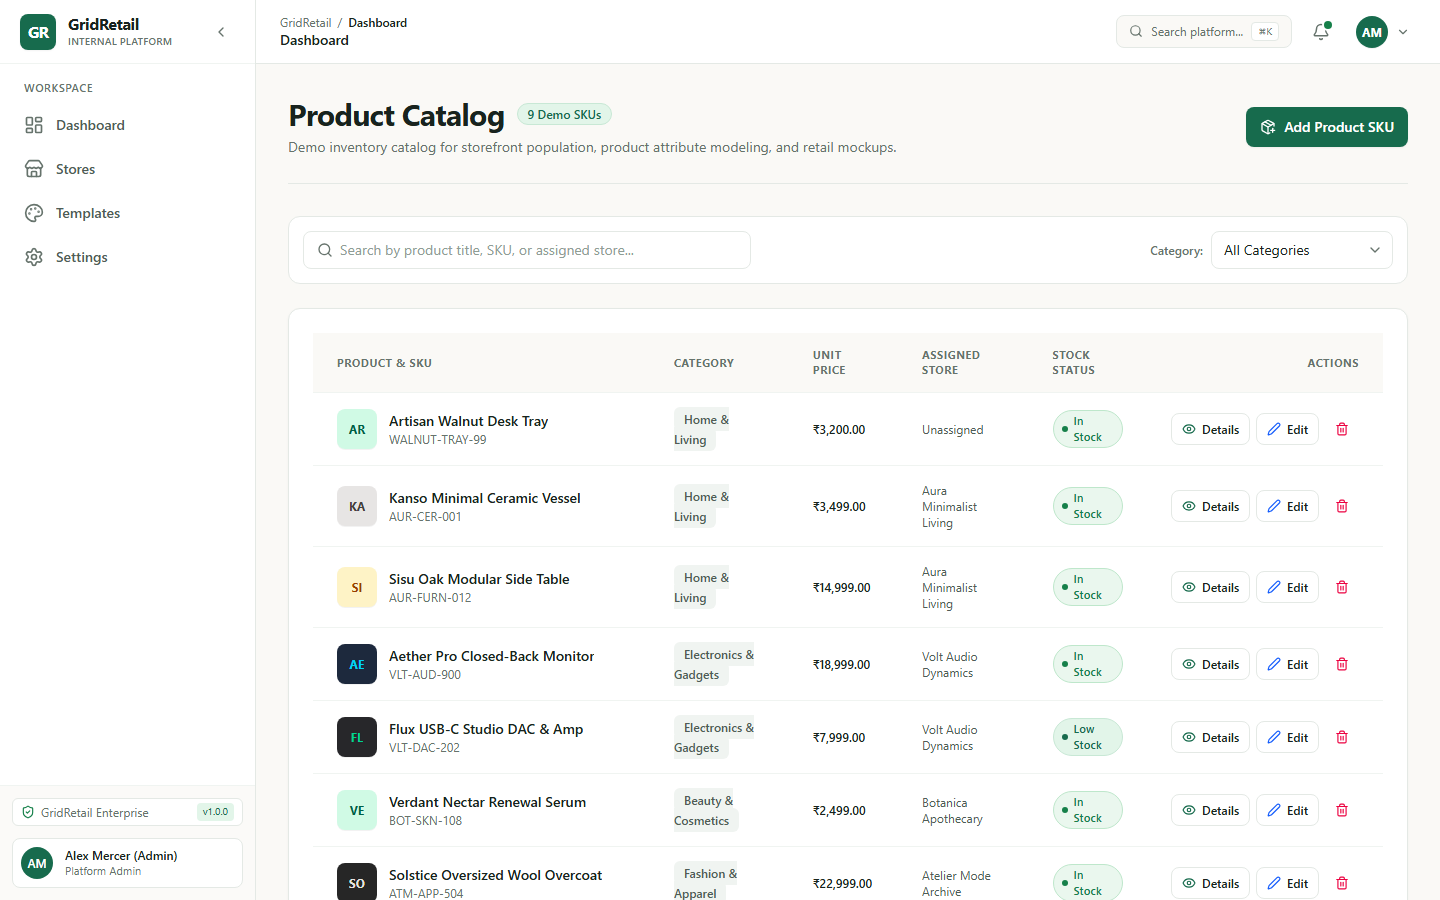 GR
GridRetail
INTERNAL PLATFORM
WORKSPACE
Dashboard
Stores
Templates
Settings
GridRetail Enterprise
v1.0.0
AM
Alex Mercer (Admin)
Platform Admin
GridRetail / Dashboard
Dashboard
Search platform...
⌘K
AM
Product Catalog
9 Demo SKUs
Demo inventory catalog for storefront population, product attribute modeling, and retail mockups.
Add Product SKU
Search by product title, SKU, or assigned store...
Category:
All Categories
PRODUCT & SKU
CATEGORY
UNIT
PRICE
ASSIGNED
STORE
STOCK
STATUS
ACTIONS
AR
Artisan Walnut Desk Tray
WALNUT-TRAY-99
Home &
Living
₹3,200.00
Unassigned
In
Stock
Details
Edit
KA
Kanso Minimal Ceramic Vessel
AUR-CER-001
Home &
Living
₹3,499.00
Aura
Minimalist
Living
In
Stock
Details
Edit
SI
Sisu Oak Modular Side Table
AUR-FURN-012
Home &
Living
₹14,999.00
Aura
Minimalist
Living
In
Stock
Details
Edit
AE
Aether Pro Closed-Back Monitor
VLT-AUD-900
Electronics &
Gadgets
₹18,999.00
Volt Audio
Dynamics
In
Stock
Details
Edit
FL
Flux USB-C Studio DAC & Amp
VLT-DAC-202
Electronics &
Gadgets
₹7,999.00
Volt Audio
Dynamics
Low
Stock
Details
Edit
VE
Verdant Nectar Renewal Serum
BOT-SKN-108
Beauty &
Cosmetics
₹2,499.00
Botanica
Apothecary
In
Stock
Details
Edit
SO
Solstice Oversized Wool Overcoat
ATM-APP-504
Fashion &
Apparel
₹22,999.00
Atelier Mode
Archive
In
Stock
Details
Edit